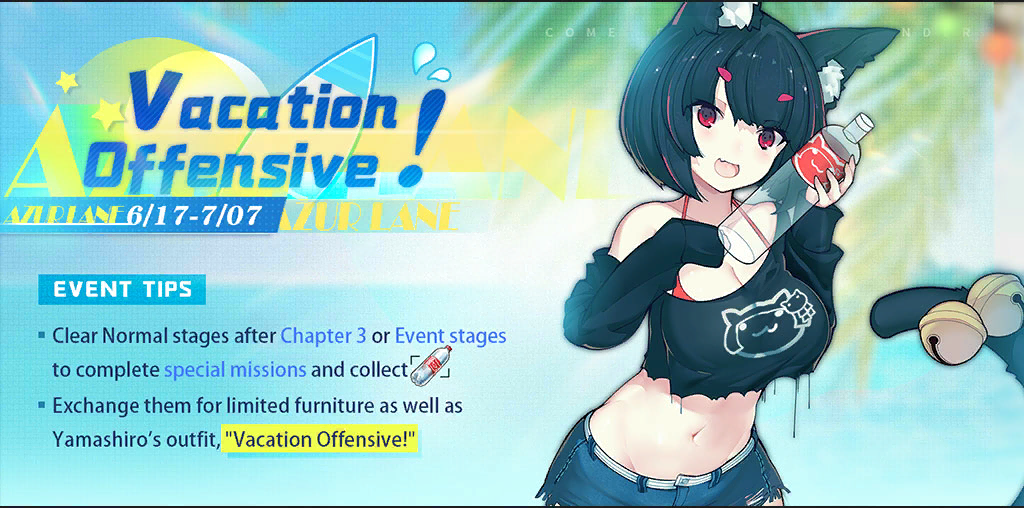 COME
ND R
Vacation
Offensive!
AZUR LANE 6/17-7/07 AZUR LANE
EVENT TIPS
Clear Normal stages after Chapter 3 or Event stages
to complete special missions and collect
Exchange them for limited furniture as well as
Yamashiro's outfit, "Vacation Offensive!"